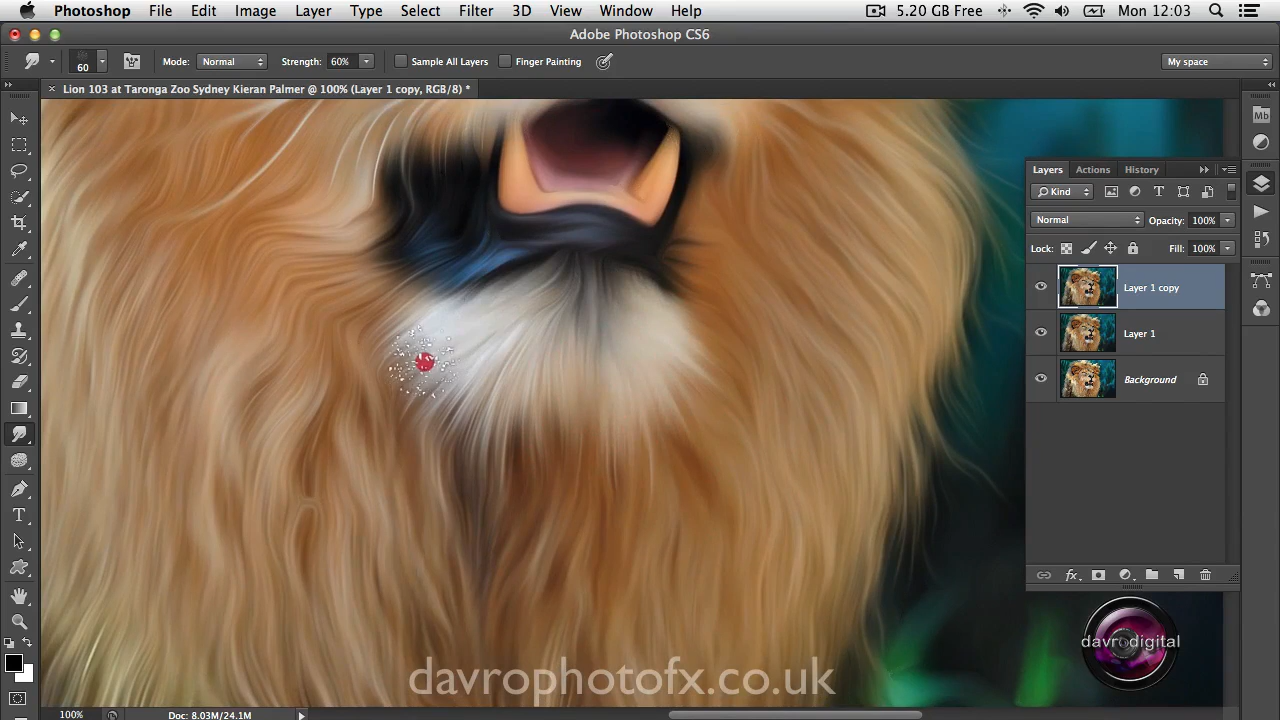 Photoshop File Edit Image Layer Type Select Filter 3D View Window Help 5.20 GB Free Mon 12:03
Adobe Photoshop CS6
60 Mode: Normal Strength: 60% Sample All Layers Finger Painting My space
Lion 103 at Taronga Zoo Sydney Kieran Palmer @ 100% (Layer 1 copy, RGB/8) *
Mb
Layers Actions History
Kind
Normal Opacity: 100%
Lock: Fill: 100%
Layer 1 copy
Layer 1
Background
fx
davrodigital
davrophotofx.co.uk
100% Doc: 8.03M/24.1M